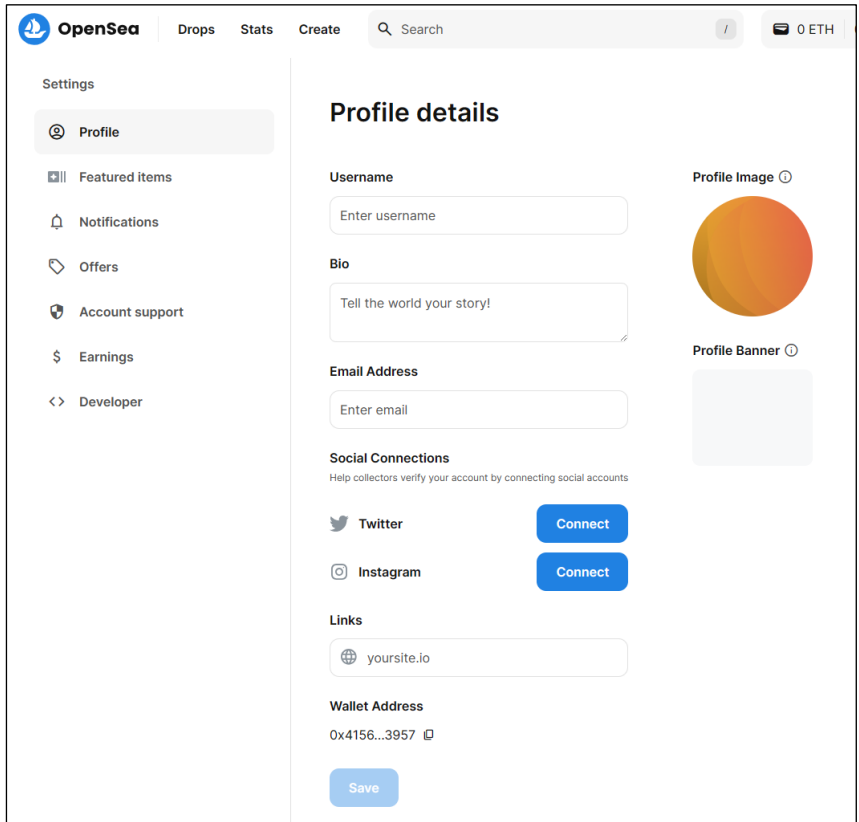 OpenSea Drops Stats Create Search / 0 ETH
Settings
Profile
Featured items
Notifications
Offers
Account support
$ Earnings
<> Developer
Profile details
Username
Enter username
Bio
Tell the world your story!
Email Address
Enter email
Social Connections
Help collectors verify your account by connecting social accounts
Twitter Connect
Instagram Connect
Links
yoursite.io
Wallet Address
0x4156...3957
Save
Profile Image
Profile Banner